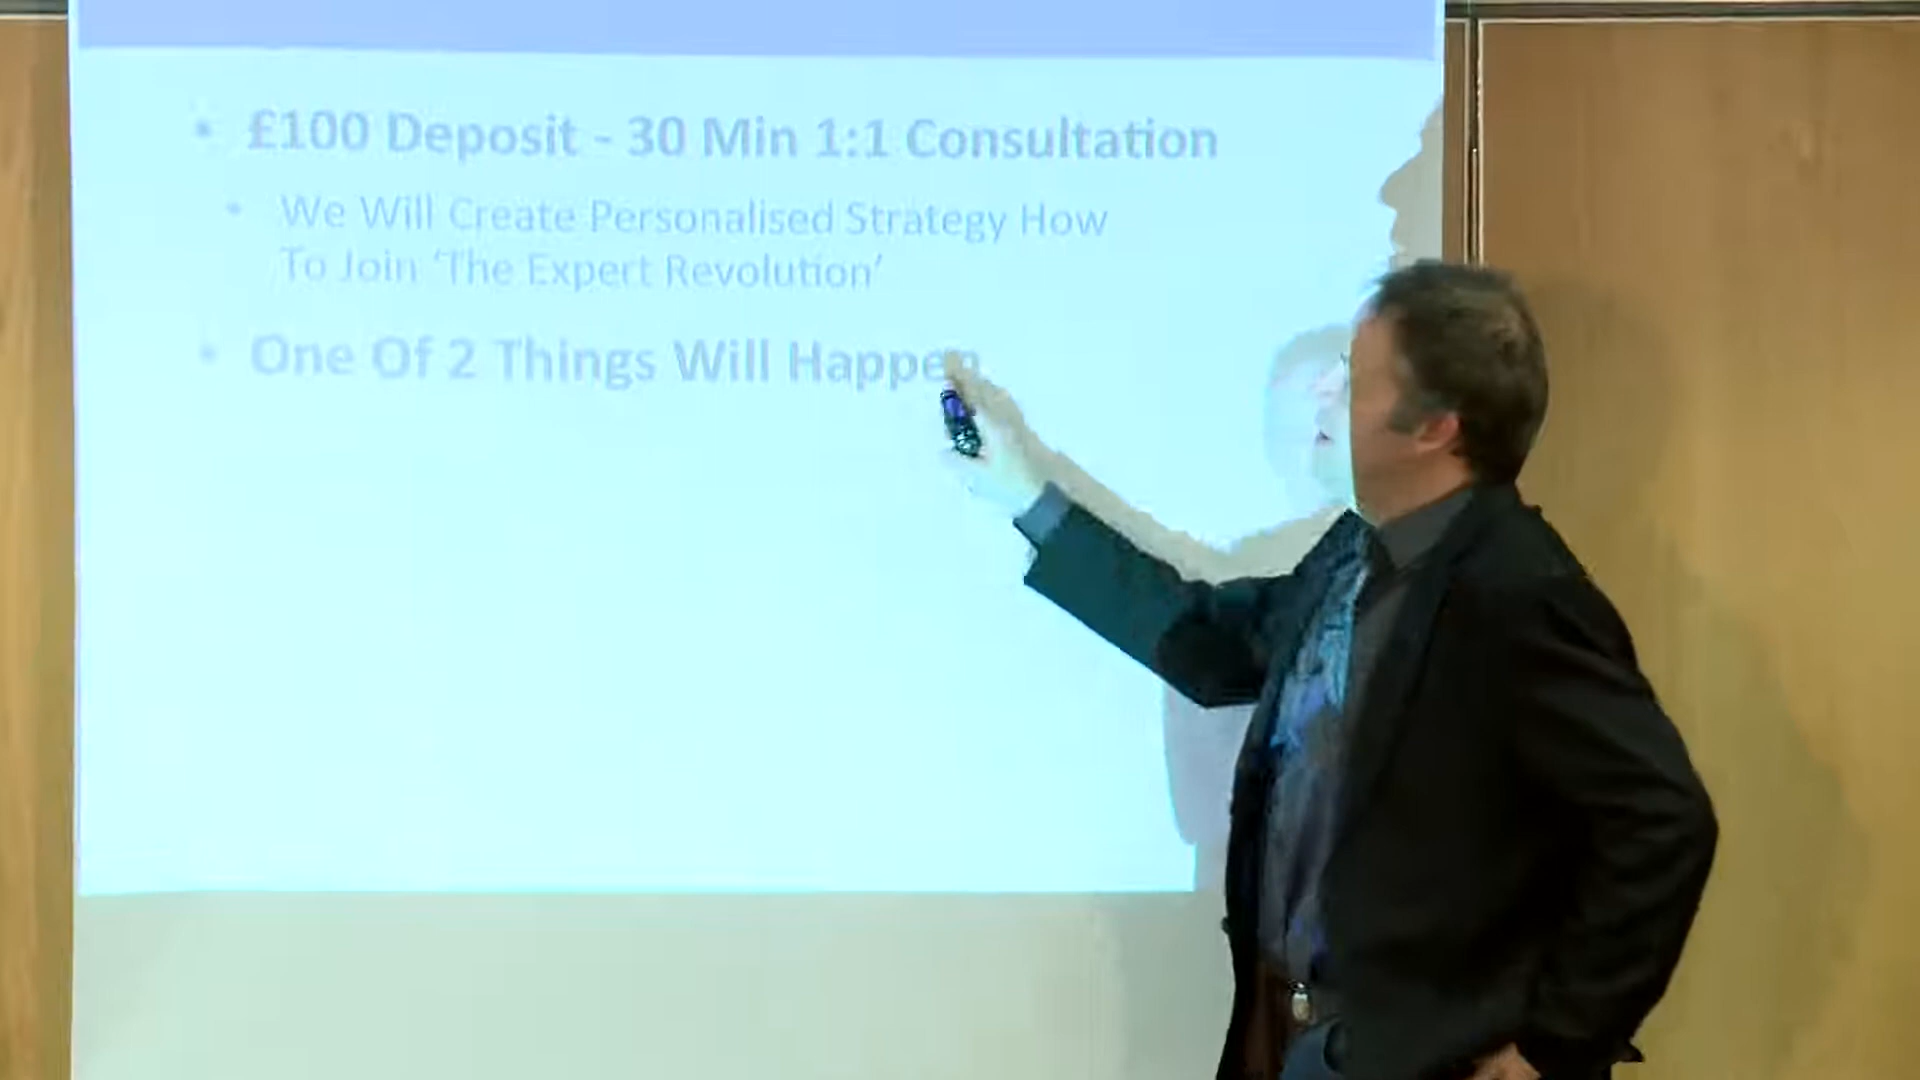 • £100 Deposit - 30 Min 1:1 Consultation
• We Will Create Personalised Strategy How
To Join ‘The Expert Revolution’
• One Of 2 Things Will Happen